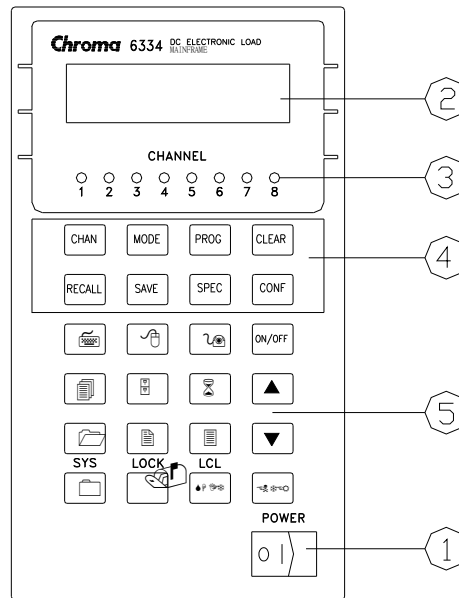 Chroma 6334 DC ELECTRONIC LOAD
MAINFRAME
2
CHANNEL
3
1 2 3 4 5 6 7 8
CHAN MODE PROG CLEAR
4
RECALL SAVE SPEC CONF
ON/OFF
5
SYS LOCK LCL
POWER
1
O |